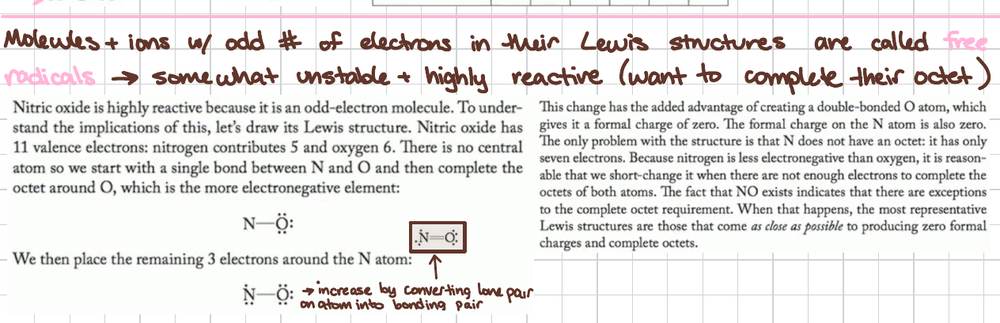 Molecules + ions w/ odd # of electrons in their Lewis structures are called free
radicals → somewhat unstable + highly reactive (want to complete their octet)
Nitric oxide is highly reactive because it is an odd-electron molecule. To under-
stand the implications of this, let's draw its Lewis structure. Nitric oxide has
11 valence electrons: nitrogen contributes 5 and oxygen 6. There is no central
atom so we start with a single bond between N and O and then complete the
octet around O, which is the more electronegative element:
N—Ö:
We then place the remaining 3 electrons around the N atom:
N—Ö:
N=O:
→ increase by converting lone pair
on atom into bonding pair
This change has the added advantage of creating a double-bonded O atom, which
gives it a formal charge of zero. The formal charge on the N atom is also zero.
The only problem with the structure is that N does not have an octet: it has only
seven electrons. Because nitrogen is less electronegative than oxygen, it is reason-
able that we short-change it when there are not enough electrons to complete the
octets of both atoms. The fact that NO exists indicates that there are exceptions
to the complete octet requirement. When that happens, the most representative
Lewis structures are those that come as close as possible to producing zero formal
charges and complete octets.